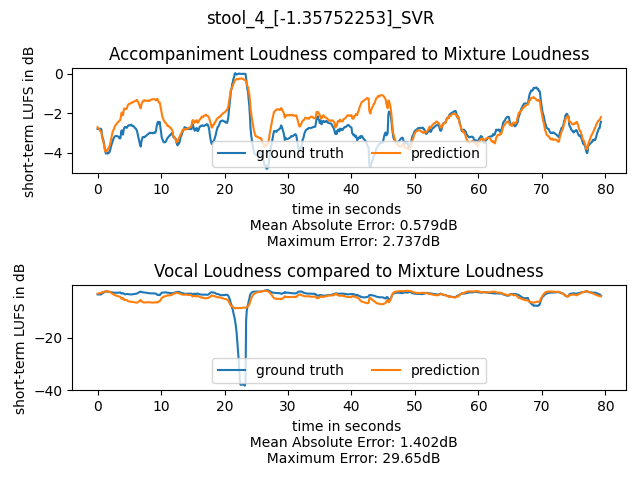 stool_4_[-1.35752253]_SVR
Accompaniment Loudness compared to Mixture Loudness
short-term LUFS in dB
0
−2
−4
ground truth
prediction
0 10 20 30 40 50 60 70 80
time in seconds
Mean Absolute Error: 0.579dB
Maximum Error: 2.737dB
Vocal Loudness compared to Mixture Loudness
short-term LUFS in dB
−20
−40
ground truth
prediction
0 10 20 30 40 50 60 70 80
time in seconds
Mean Absolute Error: 1.402dB
Maximum Error: 29.65dB